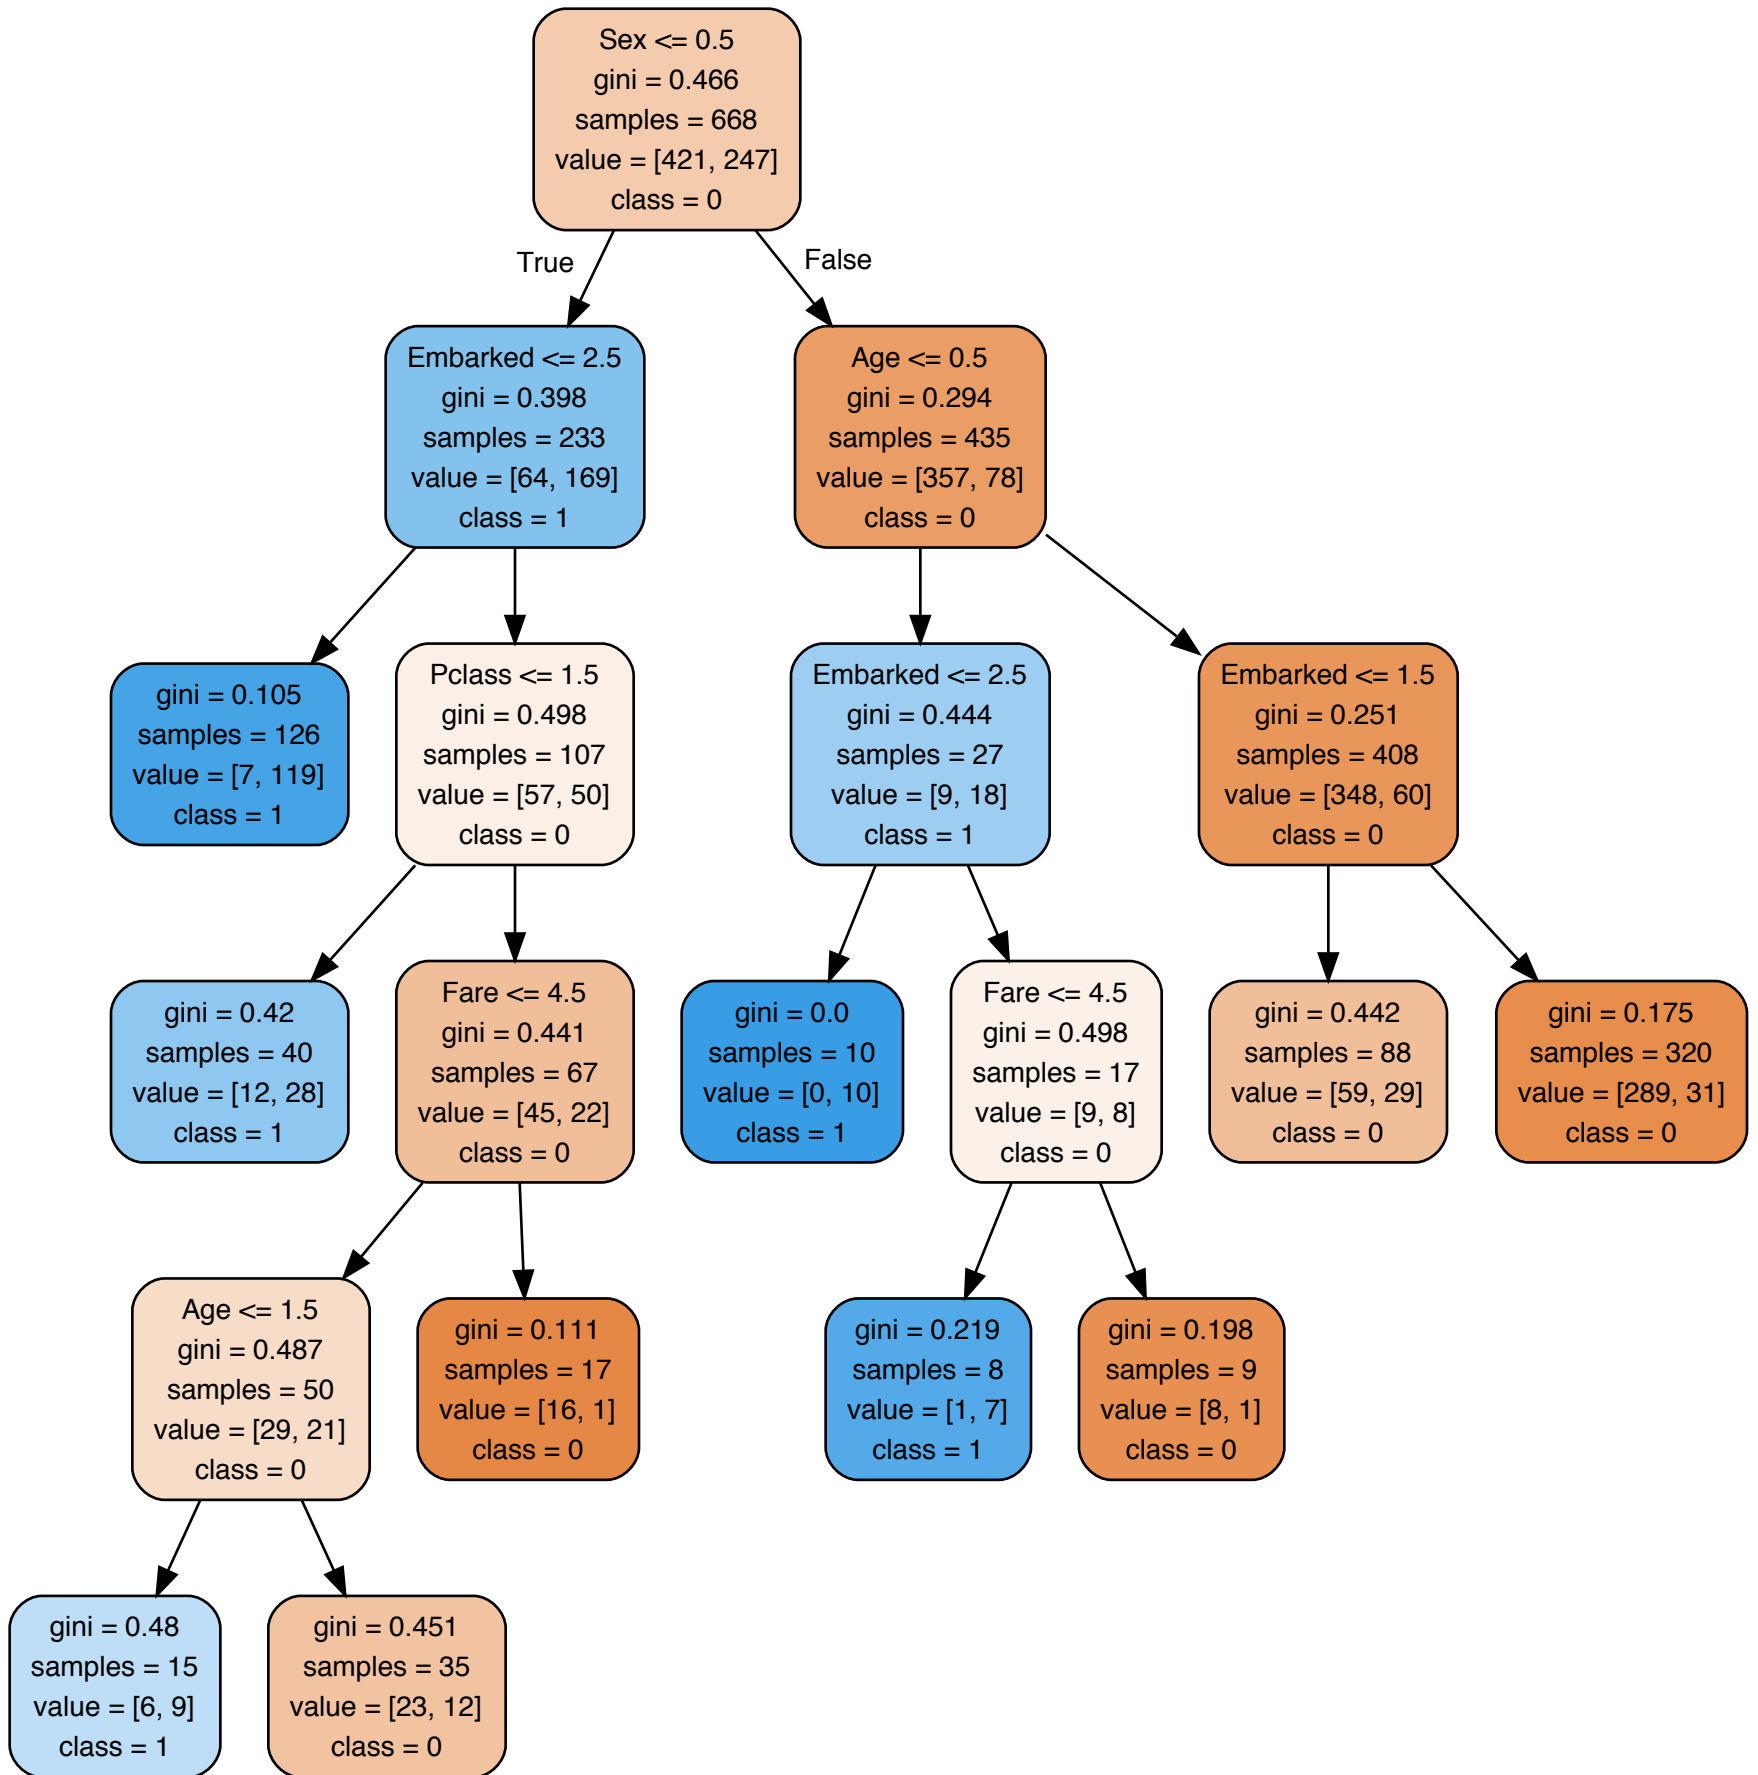 Sex <= 0.5
gini = 0.466
samples = 668
value = [421, 247]
class = 0
True
False
Embarked <= 2.5
gini = 0.398
samples = 233
value = [64, 169]
class = 1
Age <= 0.5
gini = 0.294
samples = 435
value = [357, 78]
class = 0
gini = 0.105
samples = 126
value = [7, 119]
class = 1
Pclass <= 1.5
gini = 0.498
samples = 107
value = [57, 50]
class = 0
Embarked <= 2.5
gini = 0.444
samples = 27
value = [9, 18]
class = 1
Embarked <= 1.5
gini = 0.251
samples = 408
value = [348, 60]
class = 0
gini = 0.42
samples = 40
value = [12, 28]
class = 1
Fare <= 4.5
gini = 0.441
samples = 67
value = [45, 22]
class = 0
gini = 0.0
samples = 10
value = [0, 10]
class = 1
Fare <= 4.5
gini = 0.498
samples = 17
value = [9, 8]
class = 0
gini = 0.442
samples = 88
value = [59, 29]
class = 0
gini = 0.175
samples = 320
value = [289, 31]
class = 0
Age <= 1.5
gini = 0.487
samples = 50
value = [29, 21]
class = 0
gini = 0.111
samples = 17
value = [16, 1]
class = 0
gini = 0.219
samples = 8
value = [1, 7]
class = 1
gini = 0.198
samples = 9
value = [8, 1]
class = 0
gini = 0.48
samples = 15
value = [6, 9]
class = 1
gini = 0.451
samples = 35
value = [23, 12]
class = 0